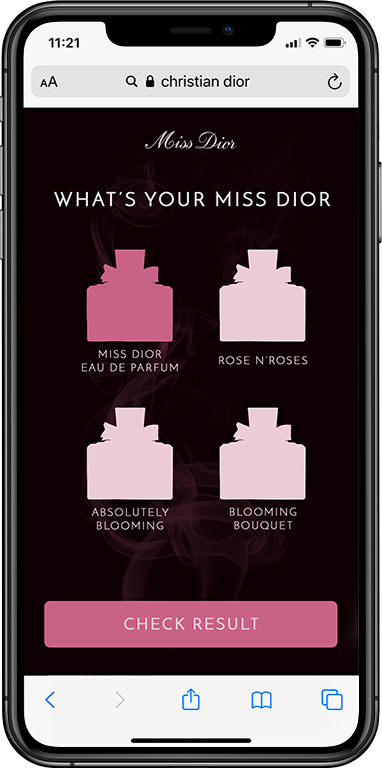 11:21
AA christian dior
Miss Dior
WHAT'S YOUR MISS DIOR
MISS DIOR
EAU DE PARFUM
ROSE N'ROSES
ABSOLUTELY
BLOOMING
BLOOMING
BOUQUET
CHECK RESULT